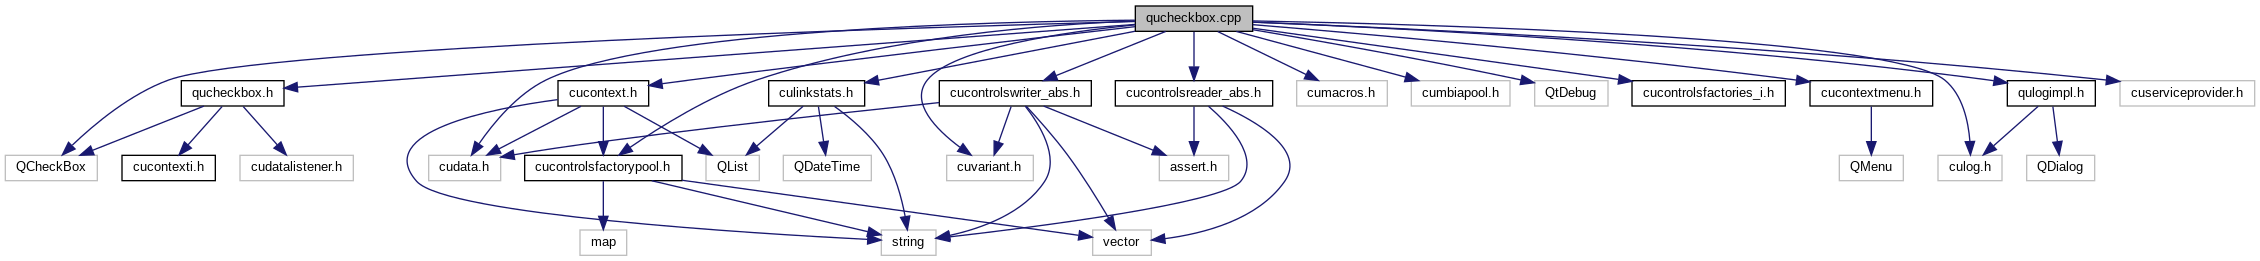 qucheckbox.cpp
qucheckbox.h
cucontext.h
culinkstats.h
cucontrolswriter_abs.h
cucontrolsreader_abs.h
cumacros.h
cumbiapool.h
QtDebug
cucontrolsfactories_i.h
cucontextmenu.h
qulogimpl.h
cuserviceprovider.h
QCheckBox
cucontexti.h
cudatalistener.h
cudata.h
cucontrolsfactorypool.h
QList
QDateTime
cuvariant.h
assert.h
QMenu
culog.h
QDialog
map
string
vector